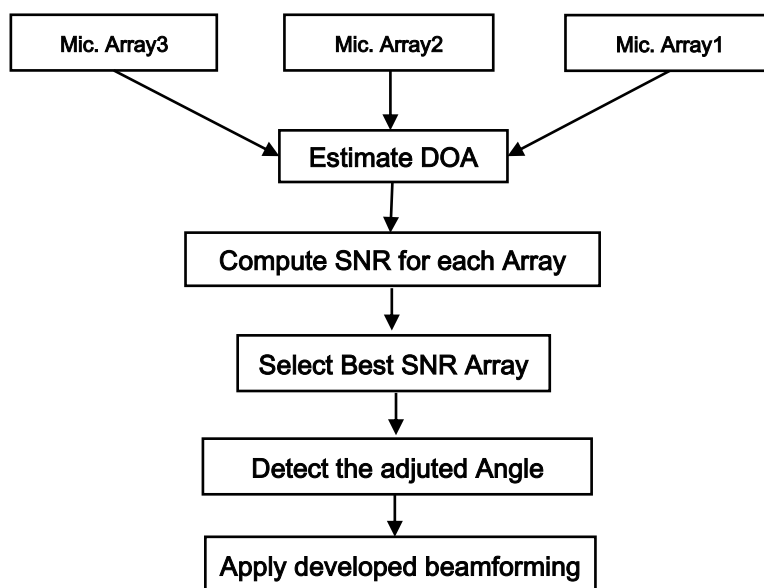 Mic. Array3
Mic. Array2
Mic. Array1
Estimate DOA
Compute SNR for each Array
Select Best SNR Array
Detect the adjuted Angle
Apply developed beamforming